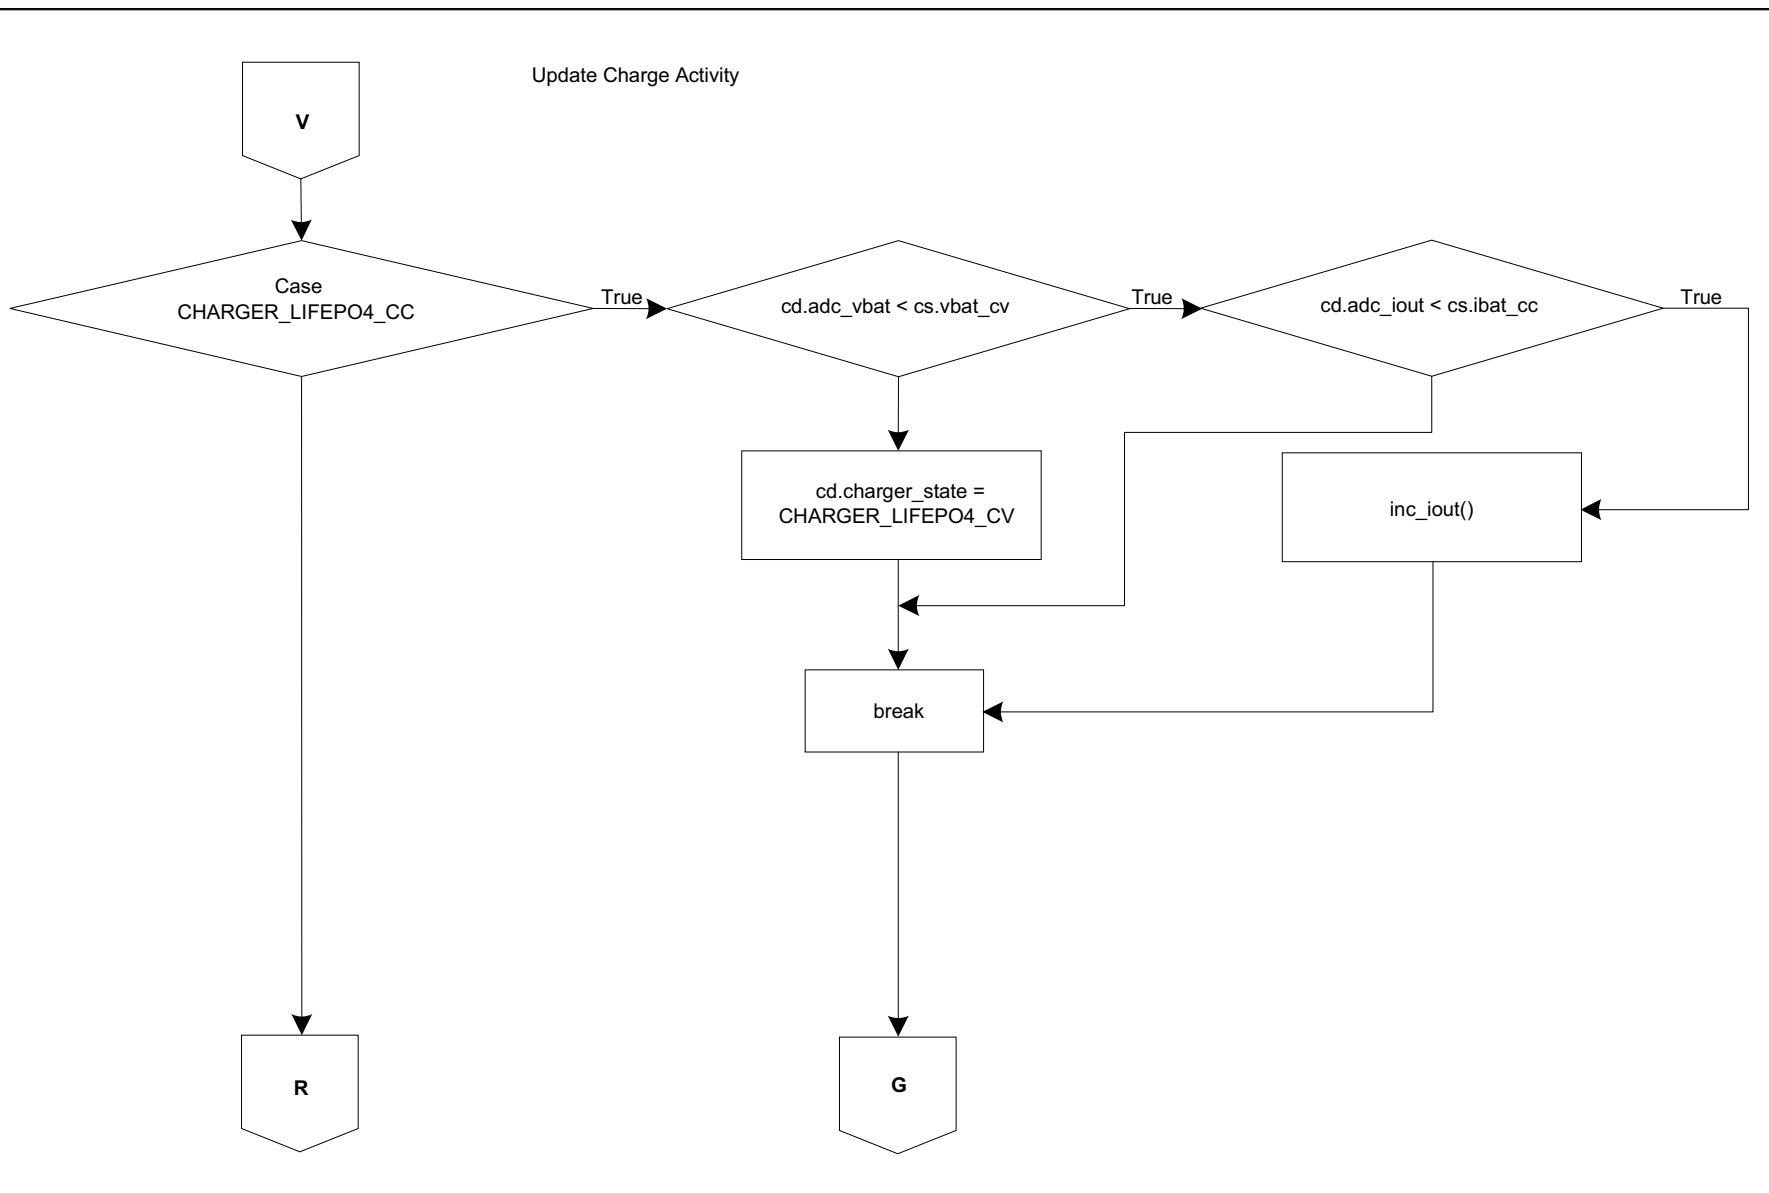 Update Charge Activity
V
Case
CHARGER_LIFEPO4_CC
True
cd.adc_vbat < cs.vbat_cv
True
cd.adc_iout < cs.ibat_cc
True
cd.charger_state =
CHARGER_LIFEPO4_CV
inc_iout()
break
R
G